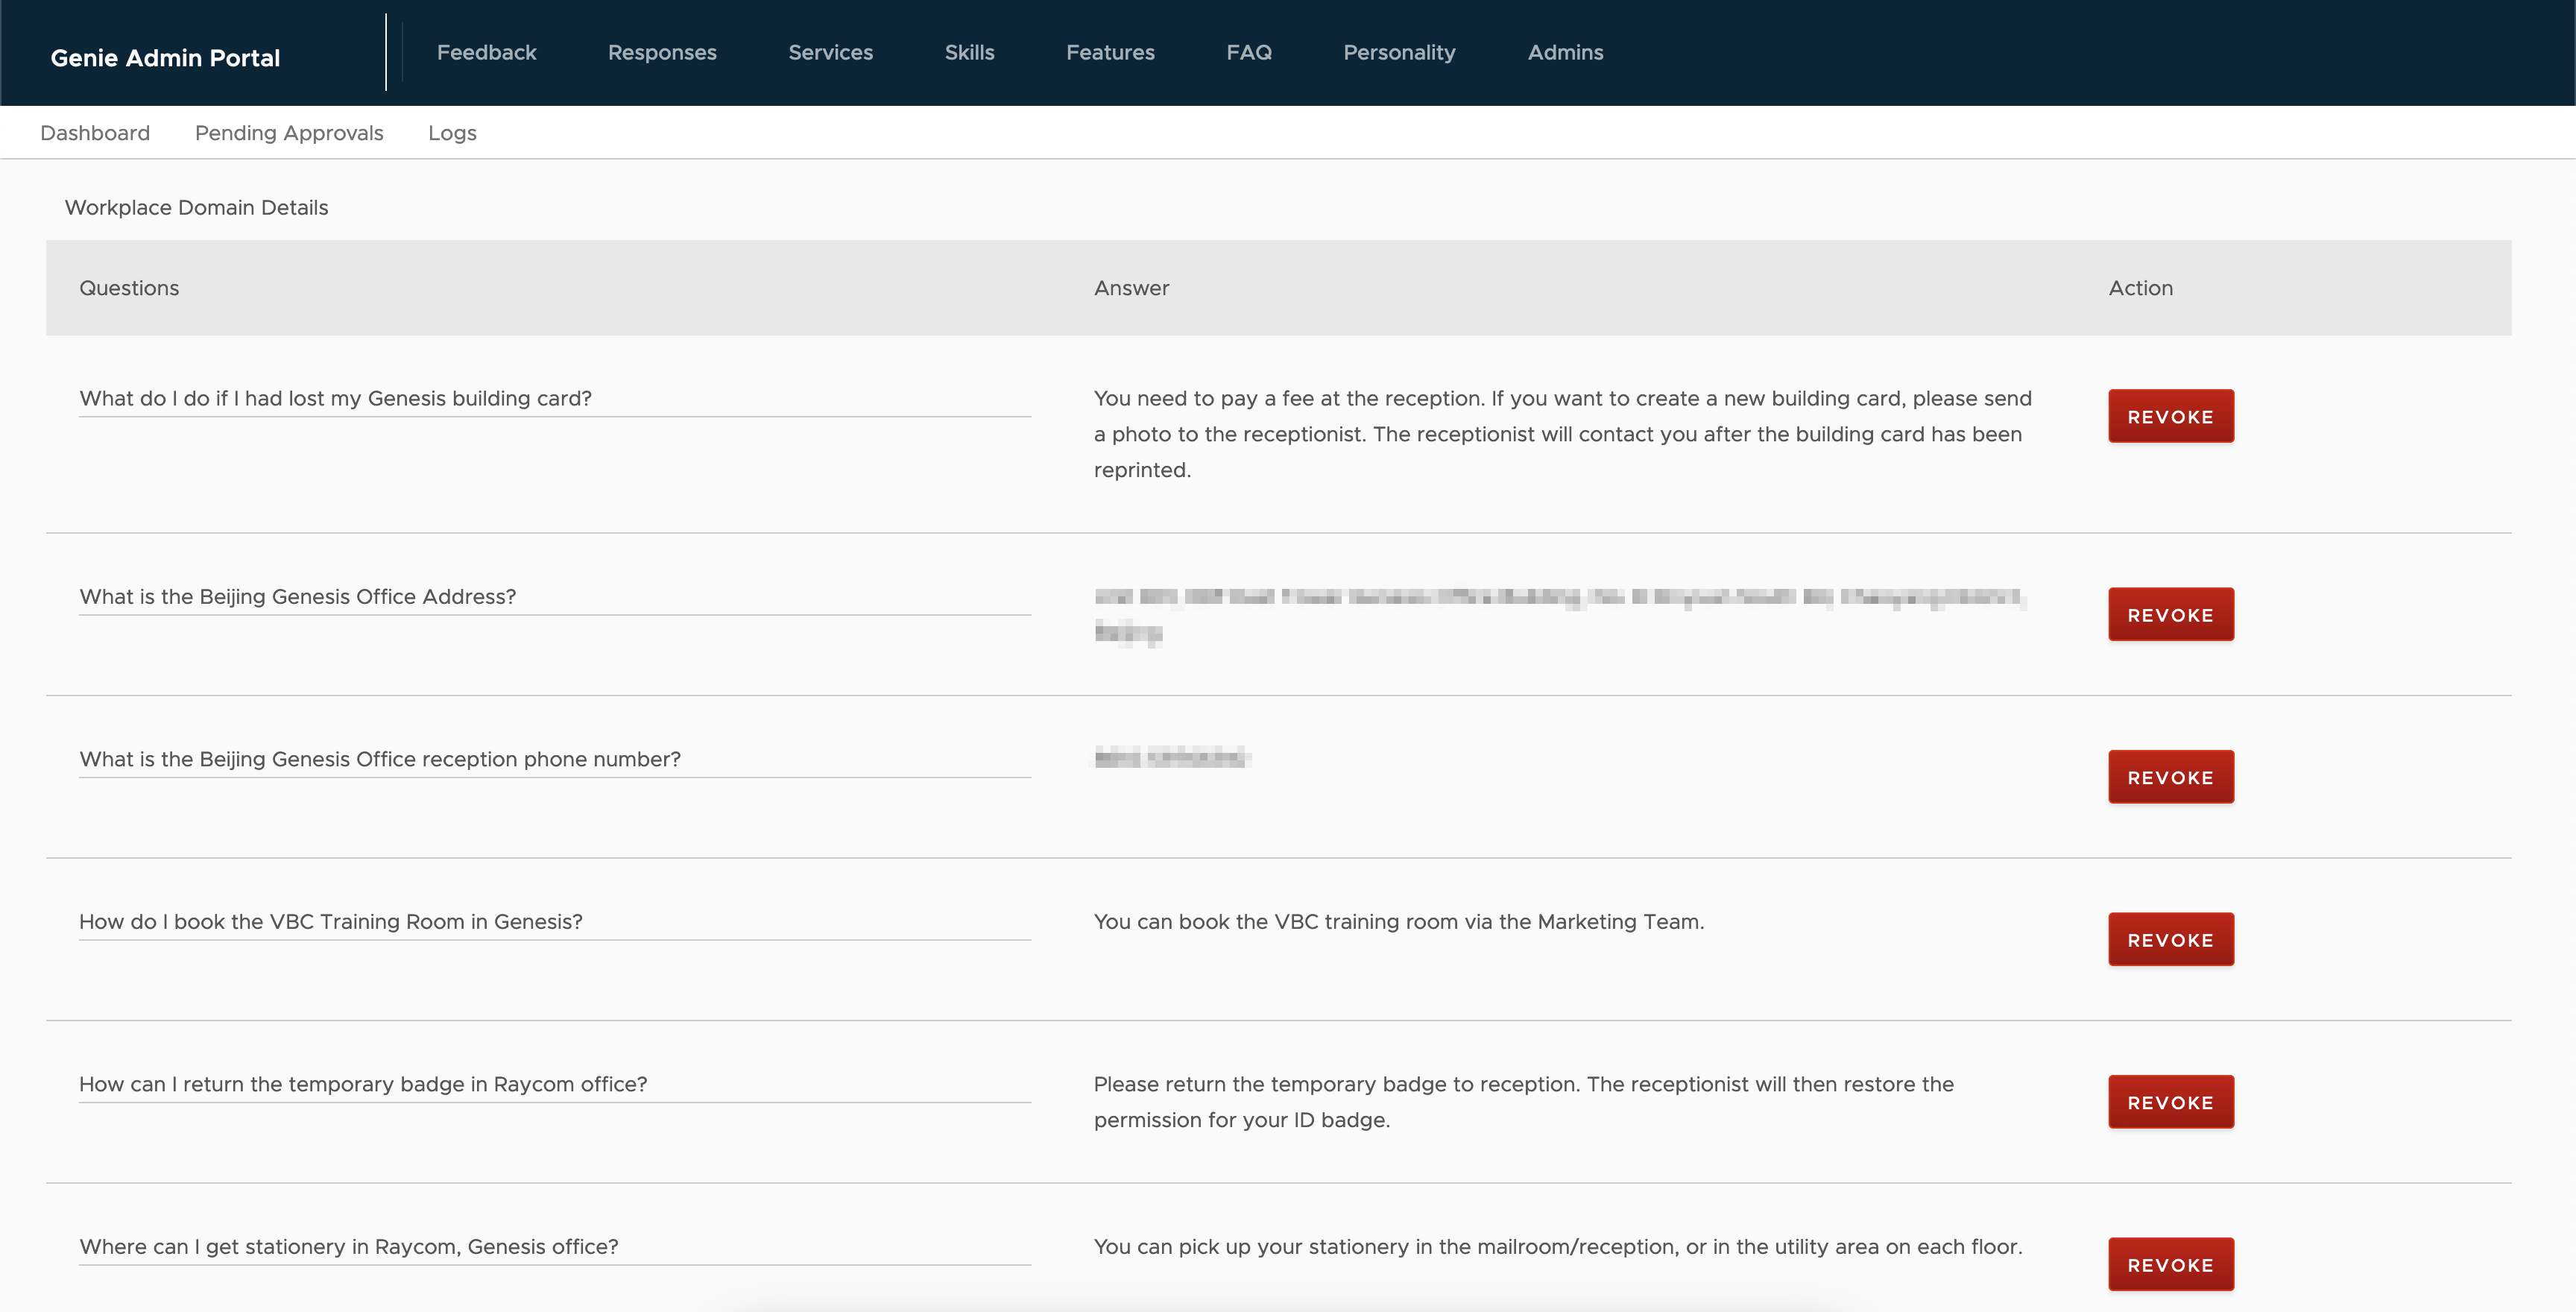 Genie Admin Portal
Feedback
Responses
Services
Skills
Features
FAQ
Personality
Admins
Dashboard
Pending Approvals
Logs
Workplace Domain Details
Questions
Answer
Action
What do I do if I had lost my Genesis building card?
You need to pay a fee at the reception. If you want to create a new building card, please send
a photo to the receptionist. The receptionist will contact you after the building card has been
reprinted.
REVOKE
What is the Beijing Genesis Office Address?
REVOKE
What is the Beijing Genesis Office reception phone number?
REVOKE
How do I book the VBC Training Room in Genesis?
You can book the VBC training room via the Marketing Team.
REVOKE
How can I return the temporary badge in Raycom office?
Please return the temporary badge to reception. The receptionist will then restore the
permission for your ID badge.
REVOKE
Where can I get stationery in Raycom, Genesis office?
You can pick up your stationery in the mailroom/reception, or in the utility area on each floor.
REVOKE